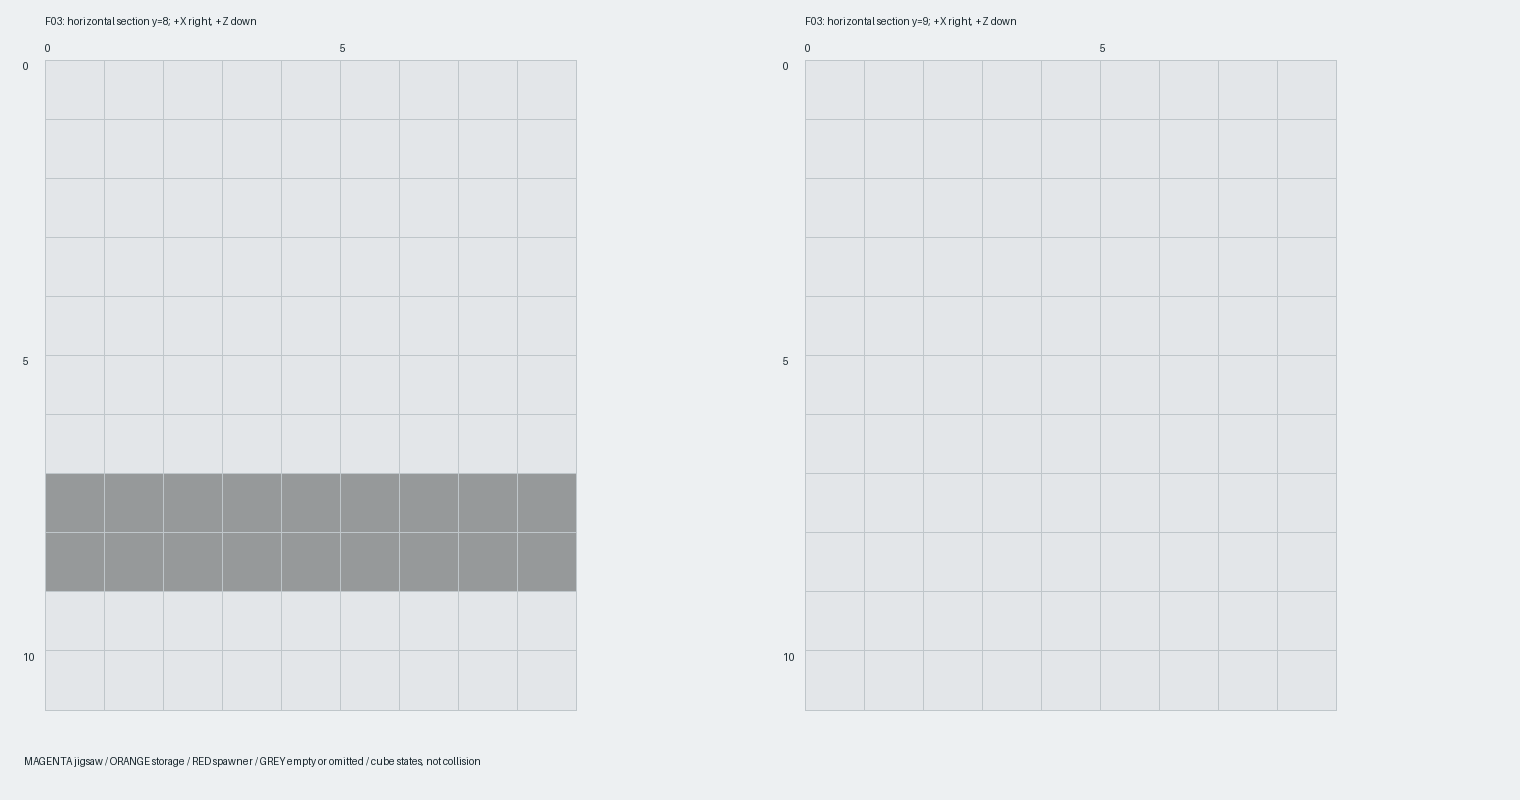 F03: horizontal section y=8; +X right, +Z down
F03: horizontal section y=9; +X right, +Z down
0 5
0 5
0
0
5
5
10
10
MAGENTA jigsaw / ORANGE storage / RED spawner / GREY empty or omitted / cube states, not collision